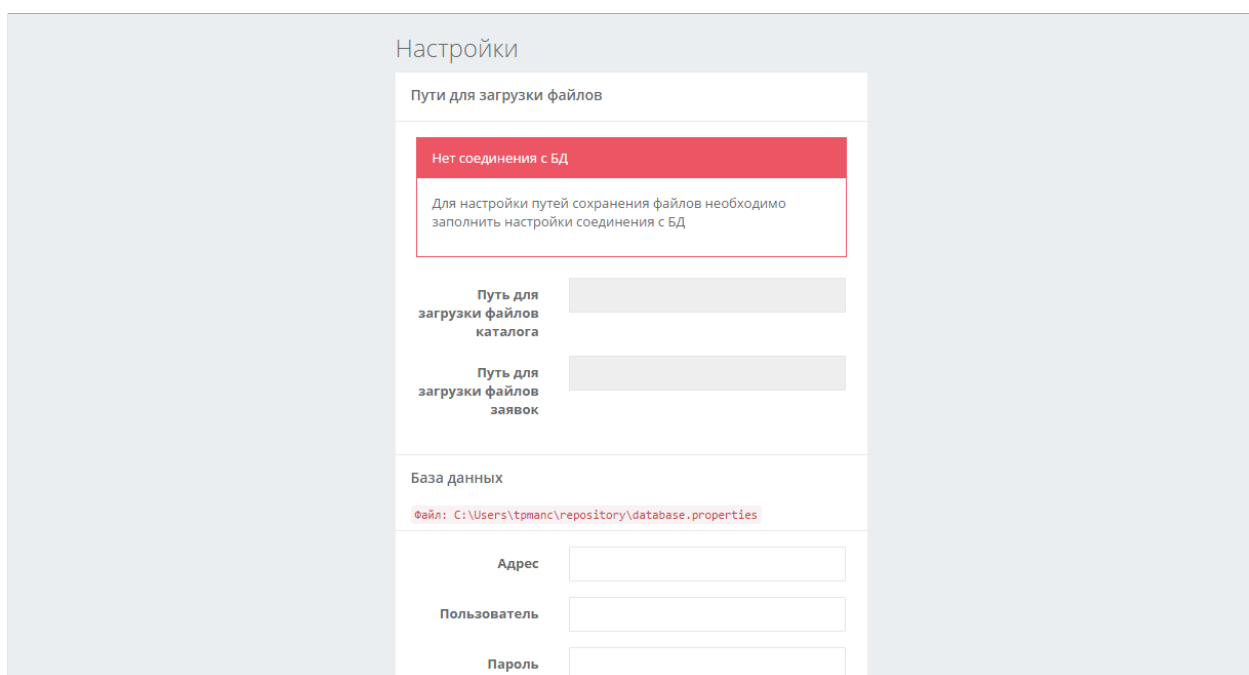 Настройки
Пути для загрузки файлов
Нет соединения с БД
Для настройки путей сохранения файлов необходимо
заполнить настройки соединения с БД
Путь для
загрузки файлов
каталога
Путь для
загрузки файлов
заявок
База данных
Файл: C:\Users\tpmanc\repository\database.properties
Адрес
Пользователь
Пароль